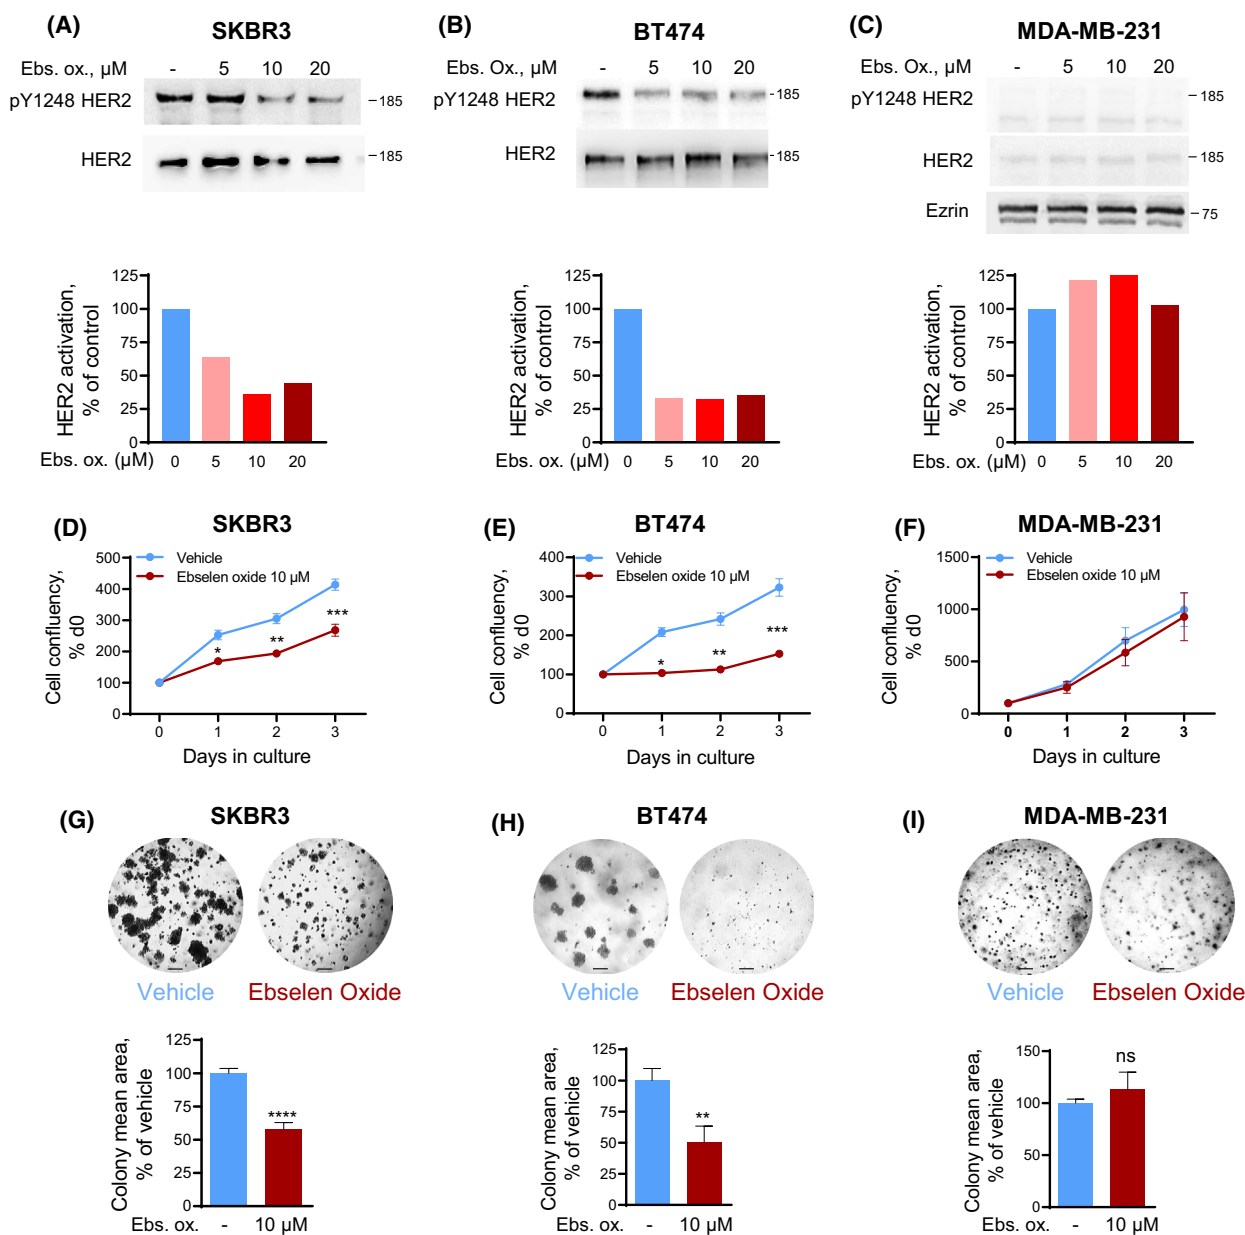 (A) SKBR3
Ebs. ox., µM - 5 10 20
pY1248 HER2 185
HER2 185
125
100
75
50
25
0
HER2 activation,
% of control
Ebs. ox. (µM) 0 5 10 20
(B) BT474
Ebs. Ox., µM - 5 10 20
pY1248 HER2 185
HER2 185
125
100
75
50
25
0
HER2 activation,
% of control
Ebs. ox. (µM) 0 5 10 20
(C) MDA-MB-231
Ebs. ox., µM - 5 10 20
pY1248 HER2 185
HER2 185
Ezrin 75
125
100
75
50
25
0
HER2 activation,
% of control
Ebs. ox. (µM) 0 5 10 20
(D) SKBR3
Vehicle
Ebselen oxide 10 µM
500
400
300
200
100
0
Cell confluency,
% d0
* ** ***
0 1 2 3
Days in culture
(E) BT474
Vehicle
Ebselen oxide 10 µM
400
300
200
100
0
Cell confluency,
% d0
* ** ***
0 1 2 3
Days in culture
(F) MDA-MB-231
Vehicle
Ebselen oxide 10 µM
1500
1000
500
0
Cell confluency,
% d0
0 1 2 3
Days in culture
(G) SKBR3
Vehicle Ebselen Oxide
125
100
75
50
25
0
Colony mean area,
% of vehicle
****
Ebs. ox. - 10 µM
(H) BT474
Vehicle Ebselen Oxide
125
100
75
50
25
0
Colony mean area,
% of vehicle
**
Ebs. ox. - 10 µM
(I) MDA-MB-231
Vehicle Ebselen Oxide
150
100
50
0
Colony mean area,
% of vehicle
ns
Ebs. ox. - 10 µM